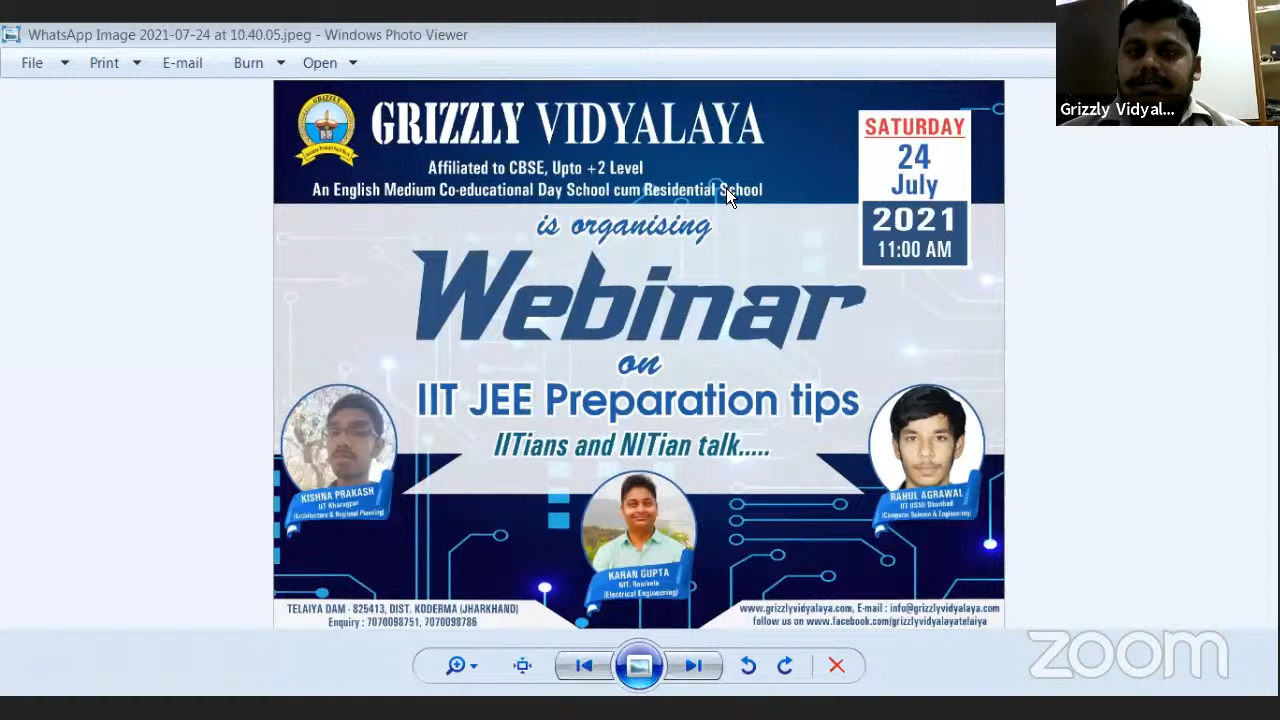 WhatsApp Image 2021-07-24 at 10.40.05.jpeg - Windows Photo Viewer
File Print E-mail Burn Open
Grizzly Vidyal...
GRIZZLY
GRIZZLY VIDYALAYA
Affiliated to CBSE, Upto +2 Level
An English Medium Co-educational Day School cum Residential School
SATURDAY
24
July
2021
11:00 AM
is organising
Webinar
on
IIT JEE Preparation tips
IITians and NITian talk.....
KISHNA PRAKASH
IIT Kharagpur
(Architecture & Regional Planning)
KARAN GUPTA
NIT, Rourkela
(Electrical Engineering)
RAHUL AGRAWAL
IIT (ISM) Dhanbad
(Computer Science & Engineering)
TELAIYA DAM - 825413, DIST. KODERMA (JHARKHAND)
Enquiry : 7070098751, 7070098786
www.grizzlyvidyalaya.com, E-mail : info@grizzlyvidyalaya.com
follow us on www.facebook.com/grizzlyvidyalayatelaiya
zoom